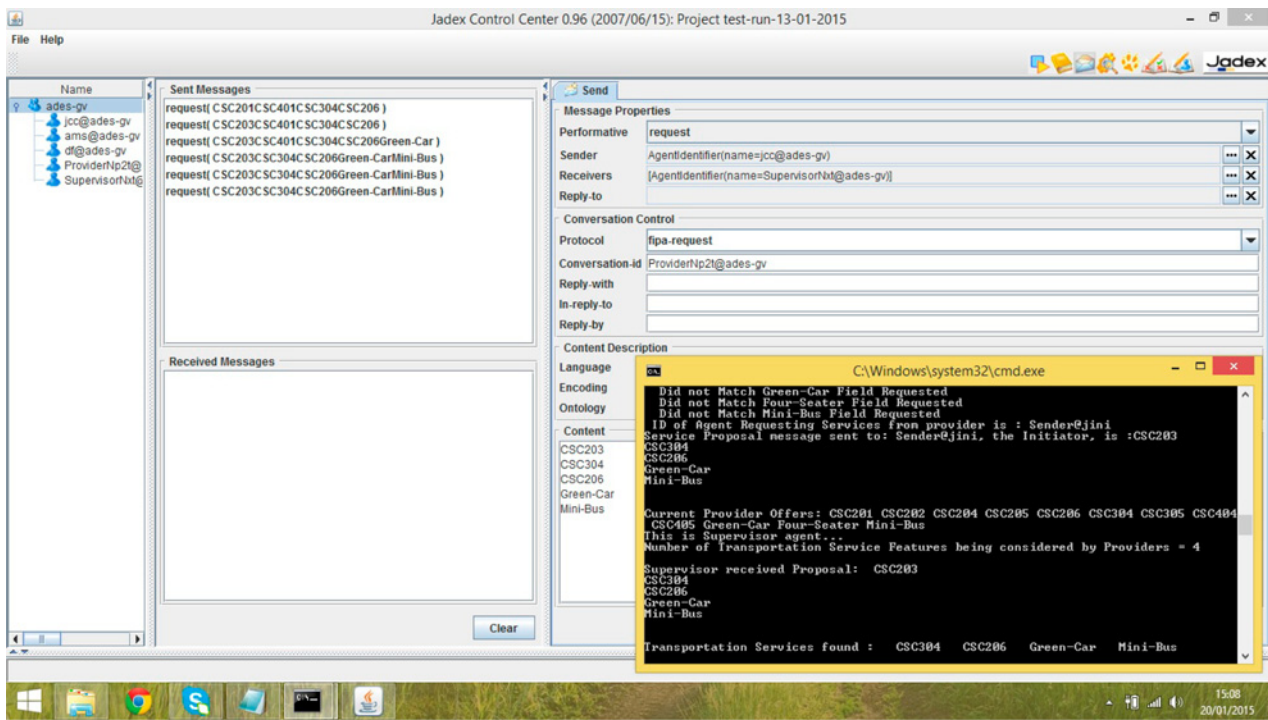 Jadex Control Center 0.96 (2007/06/15): Project test-run-13-01-2015
File Help
Jadex
Name
ades-gv
jcc@ades-gv
ams@ades-gv
df@ades-gv
ProviderNp2t@
SupervisorNxt@
Sent Messages
request( CSC201CSC401CSC304CSC206 )
request( CSC203CSC401CSC304CSC206 )
request( CSC203CSC401CSC304CSC206Green-Car )
request( CSC203CSC304CSC206Green-CarMini-Bus )
request( CSC203CSC304CSC206Green-CarMini-Bus )
request( CSC203CSC304CSC206Green-CarMini-Bus )
Received Messages
Clear
Send
Message Properties
Performative request
Sender AgentIdentifier(name=jcc@ades-gv)
Receivers [AgentIdentifier(name=SupervisorNxt@ades-gv)]
Reply-to
Conversation Control
Protocol fipa-request
Conversation-id ProviderNp2t@ades-gv
Reply-with
In-reply-to
Reply-by
Content Description
Language
Encoding
Ontology
Content
CSC203
CSC304
CSC206
Green-Car
Mini-Bus
C:\Windows\system32\cmd.exe
Did not Match Green-Car Field Requested
Did not Match Four-Seater Field Requested
Did not Match Mini-Bus Field Requested
ID of Agent Requesting Services from provider is : Sender@jini
Service Proposal message sent to: Sender@jini, the Initiator, is :CSC203
CSC304
CSC206
Green-Car
Mini-Bus
Current Provider Offers: CSC201 CSC202 CSC204 CSC205 CSC206 CSC304 CSC305 CSC404
CSC405 Green-Car Four-Seater Mini-Bus
This is Supervisor agent...
Number of Transportation Service Features being considered by Providers = 4
Supervisor received Proposal: CSC203
CSC304
CSC206
Green-Car
Mini-Bus
Transportation Services found : CSC304 CSC206 Green-Car Mini-Bus
15:08
20/01/2015